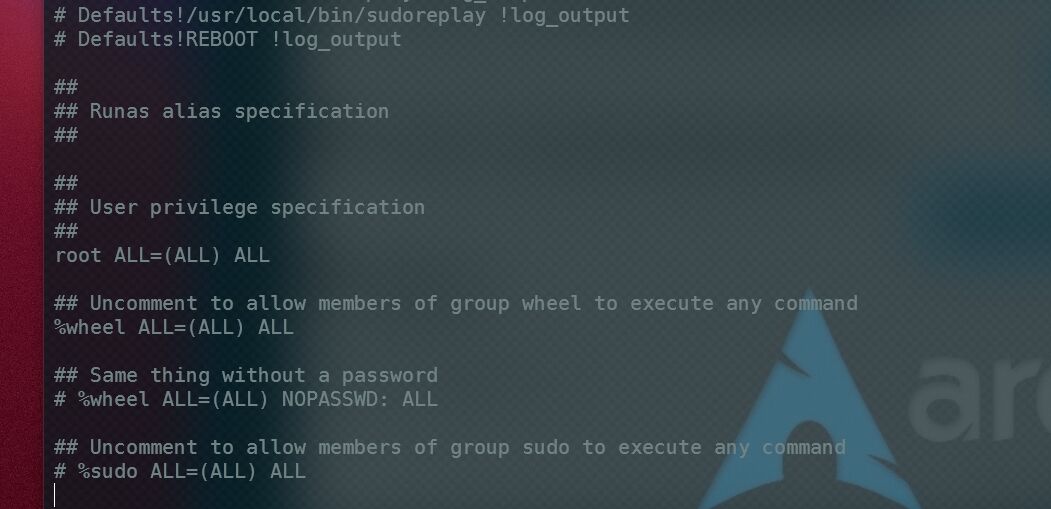 # Defaults!/usr/local/bin/sudoreplay !log_output
# Defaults!REBOOT !log_output
##
## Runas alias specification
##
##
## User privilege specification
##
root ALL=(ALL) ALL
## Uncomment to allow members of group wheel to execute any command
%wheel ALL=(ALL) ALL
## Same thing without a password
# %wheel ALL=(ALL) NOPASSWD: ALL
## Uncomment to allow members of group sudo to execute any command
# %sudo ALL=(ALL) ALL